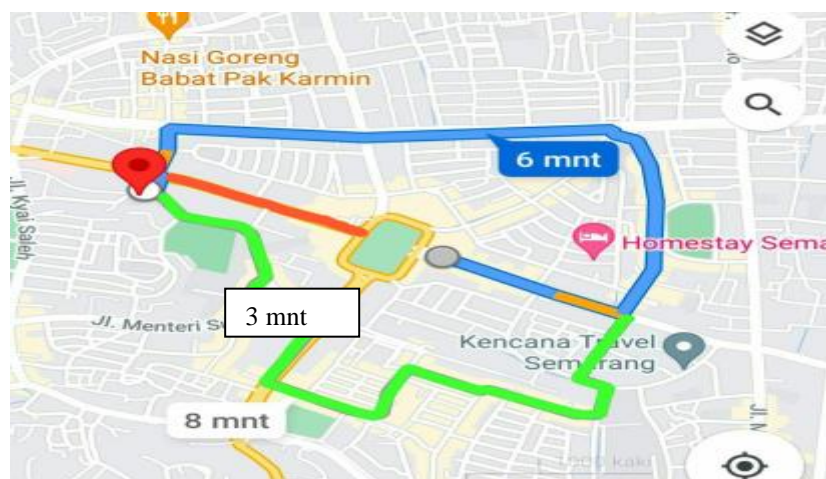 Nasi Goreng
Babat Pak Karmin
6 mnt
Jl. Kyai Saleh
Homestay Sema
3 mnt
Jl. Menteri
Kencana Travel
Semarang
8 mnt